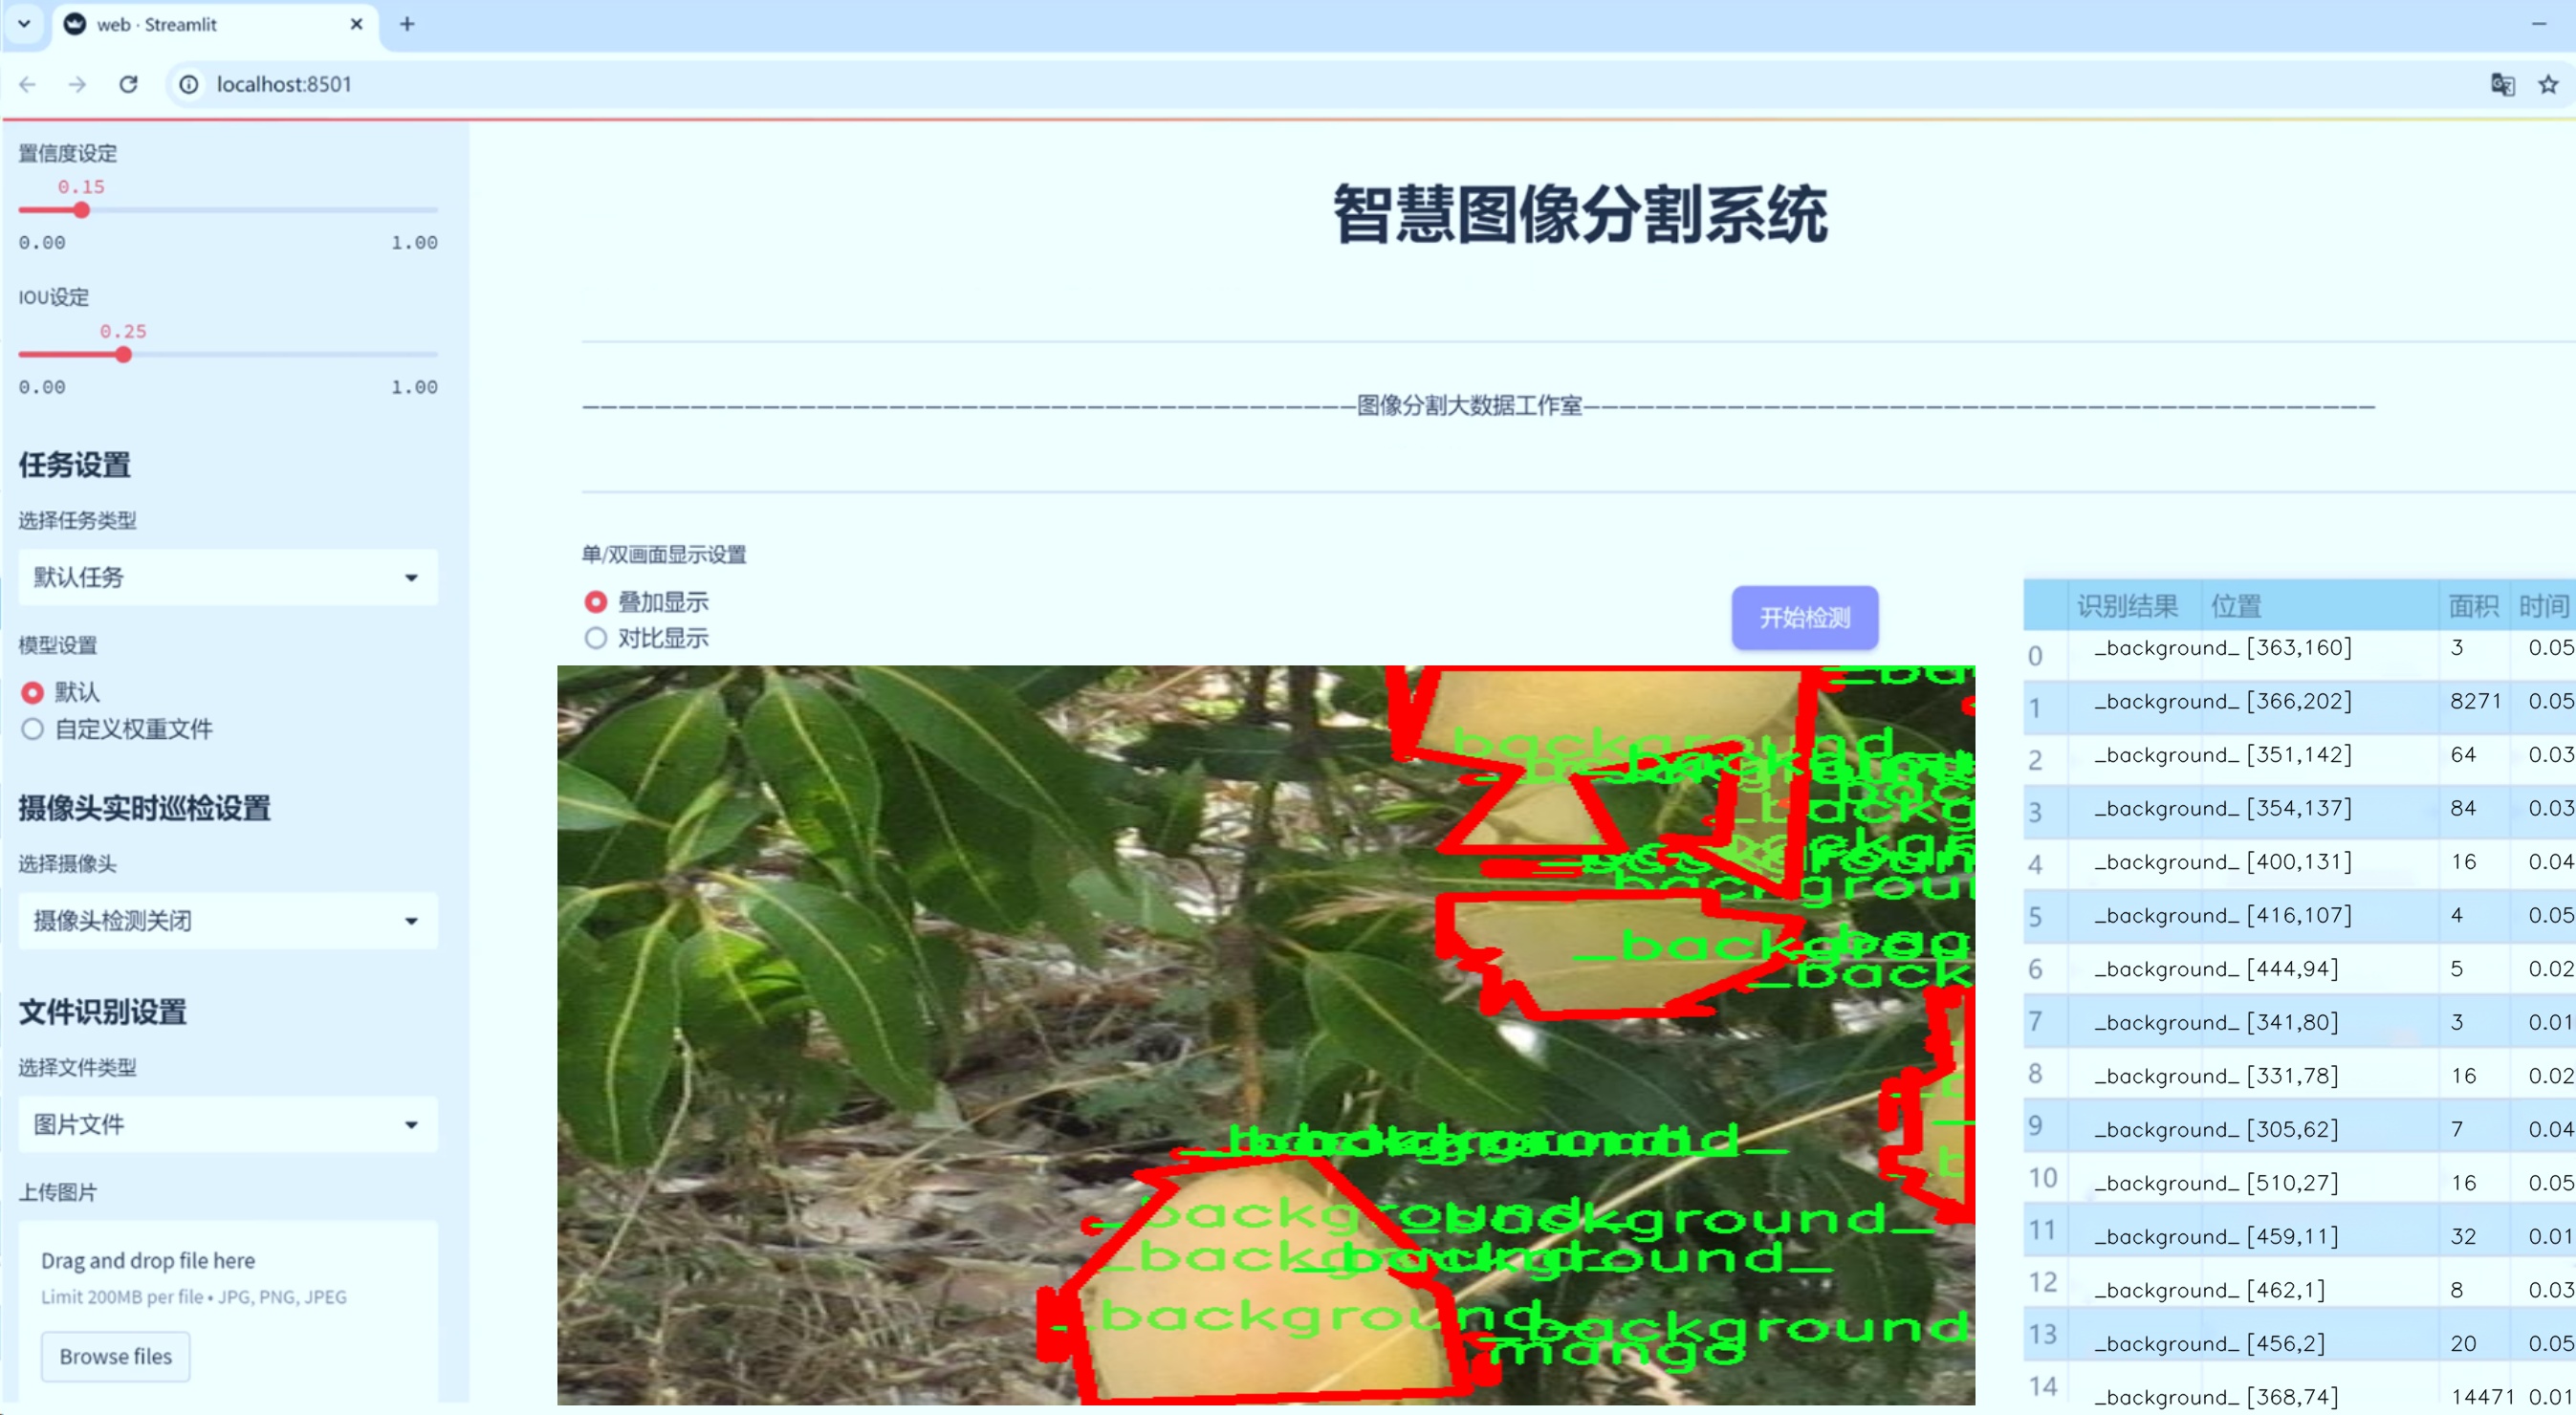 web · Streamlit
localhost:8501
置信度设定
0.15
0.00 1.00
IOU设定
0.25
0.00 1.00
任务设置
选择任务类型
默认任务
模型设置
默认
自定义权重文件
摄像头实时巡检设置
选择摄像头
摄像头检测关闭
文件识别设置
选择文件类型
图片文件
上传图片
Drag and drop file here
Limit 200MB per file • JPG, PNG, JPEG
Browse files
智慧图像分割系统
图像分割大数据工作室
单/双画面显示设置
叠加显示
对比显示
开始检测
background_
_background_
_background_
_background_
_background_
_background_
_background
mango
识别结果 位置 面积 时间
0 _background_ [363,160] 3 0.05
1 _background_ [366,202] 8271 0.05
2 _background_ [351,142] 64 0.03
3 _background_ [354,137] 84 0.03
4 _background_ [400,131] 16 0.04
5 _background_ [416,107] 4 0.05
6 _background_ [444,94] 5 0.02
7 _background_ [341,80] 3 0.01
8 _background_ [331,78] 16 0.02
9 _background_ [305,62] 7 0.04
10 _background_ [510,27] 16 0.05
11 _background_ [459,11] 32 0.01
12 _background_ [462,1] 8 0.03
13 _background_ [456,2] 20 0.05
14 _background_ [368,74] 14471 0.01